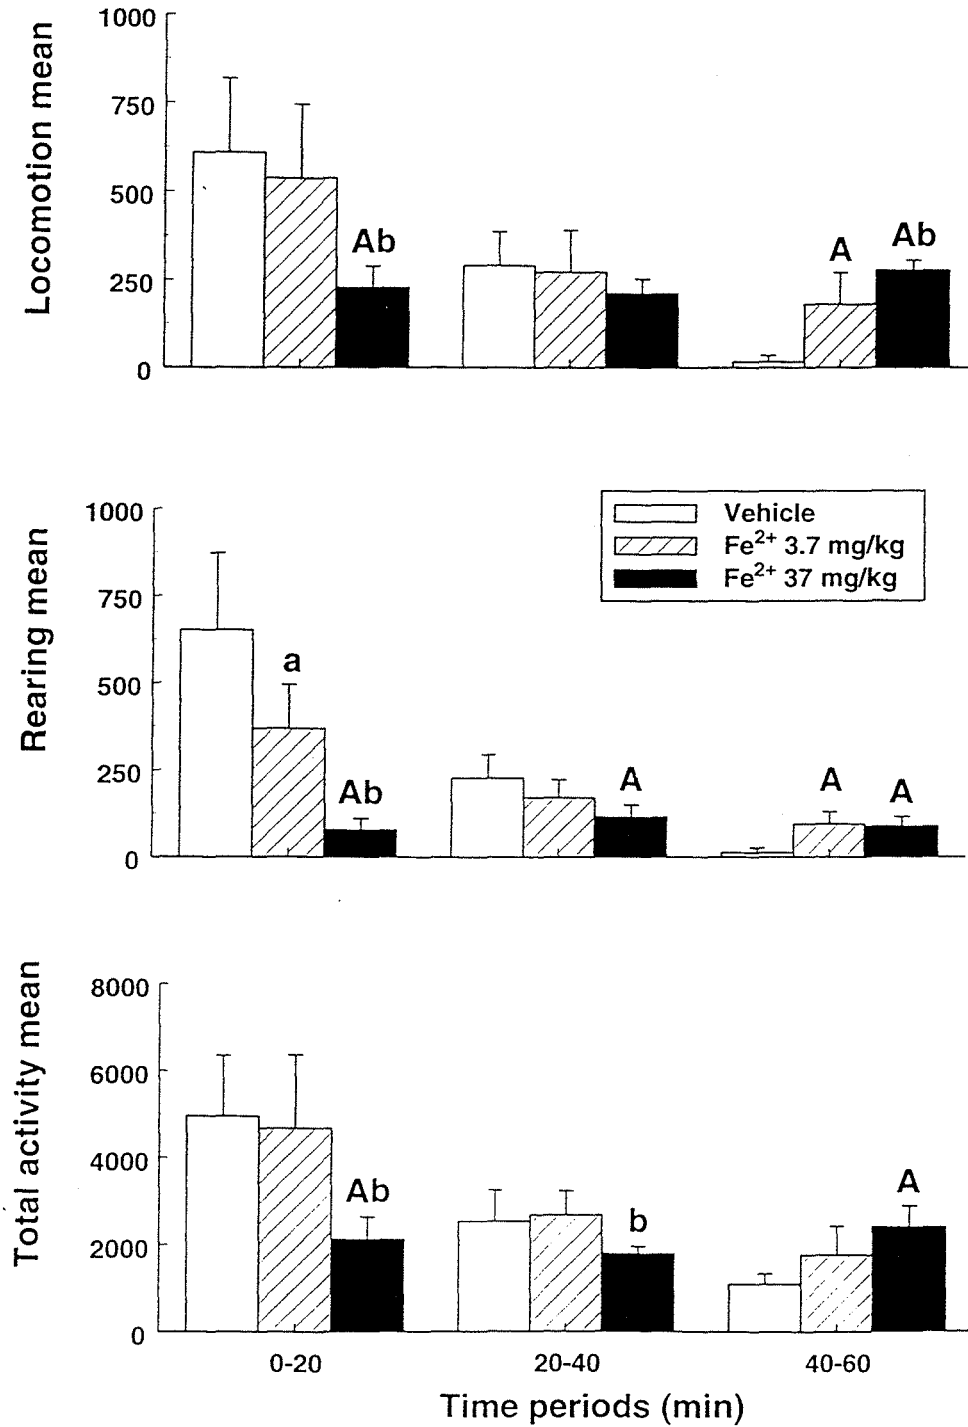 Locomotion mean
1000
750
500
250
0
Ab
A
Ab
Rearing mean
1000
750
500
250
0
a
Ab
A
A
A
Vehicle
Fe²⁺ 3.7 mg/kg
Fe²⁺ 37 mg/kg
Total activity mean
8000
6000
4000
2000
0
Ab
b
A
0-20
20-40
40-60
Time periods (min)